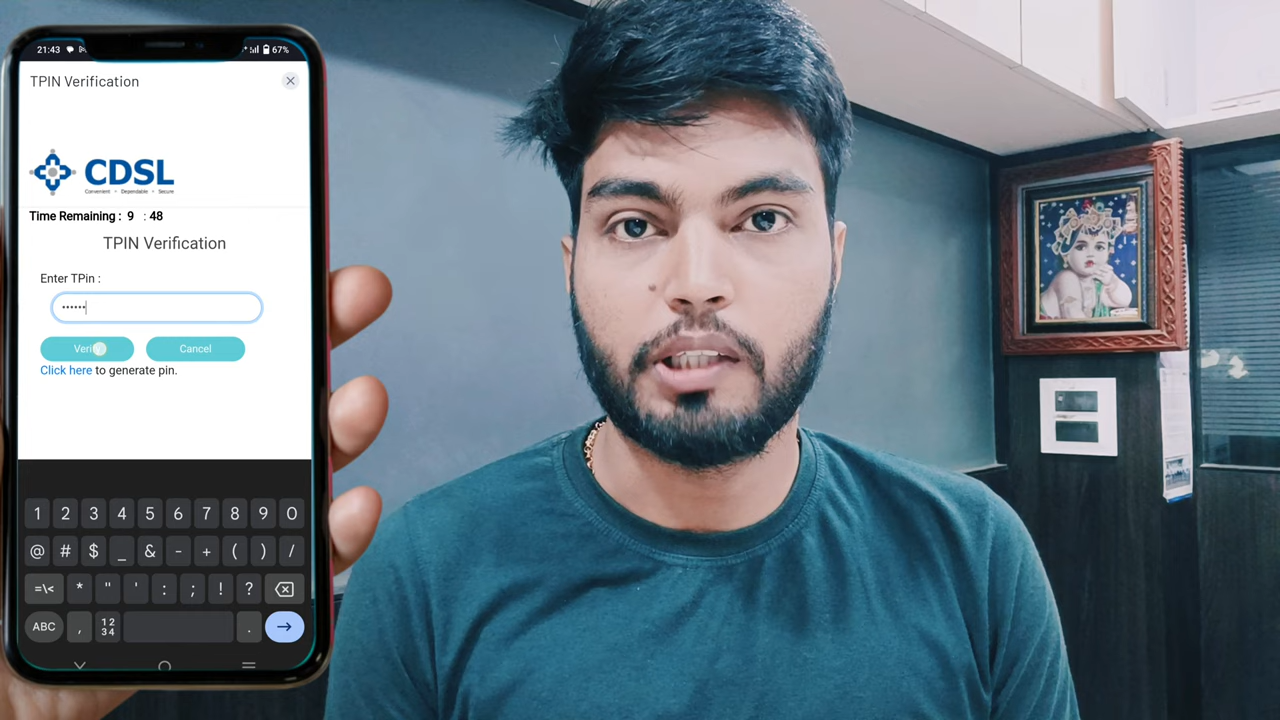 21:43 67%
TPIN Verification
CDSL
Convenient • Dependable • Secure
Time Remaining : 9 : 48
TPIN Verification
Enter TPin :
••••••
Verify Cancel
Click here to generate pin.
1 2 3 4 5 6 7 8 9 0
@ # $ _ & - + ( ) /
=\< * " ' : ; ! ?
ABC , 12 34 .